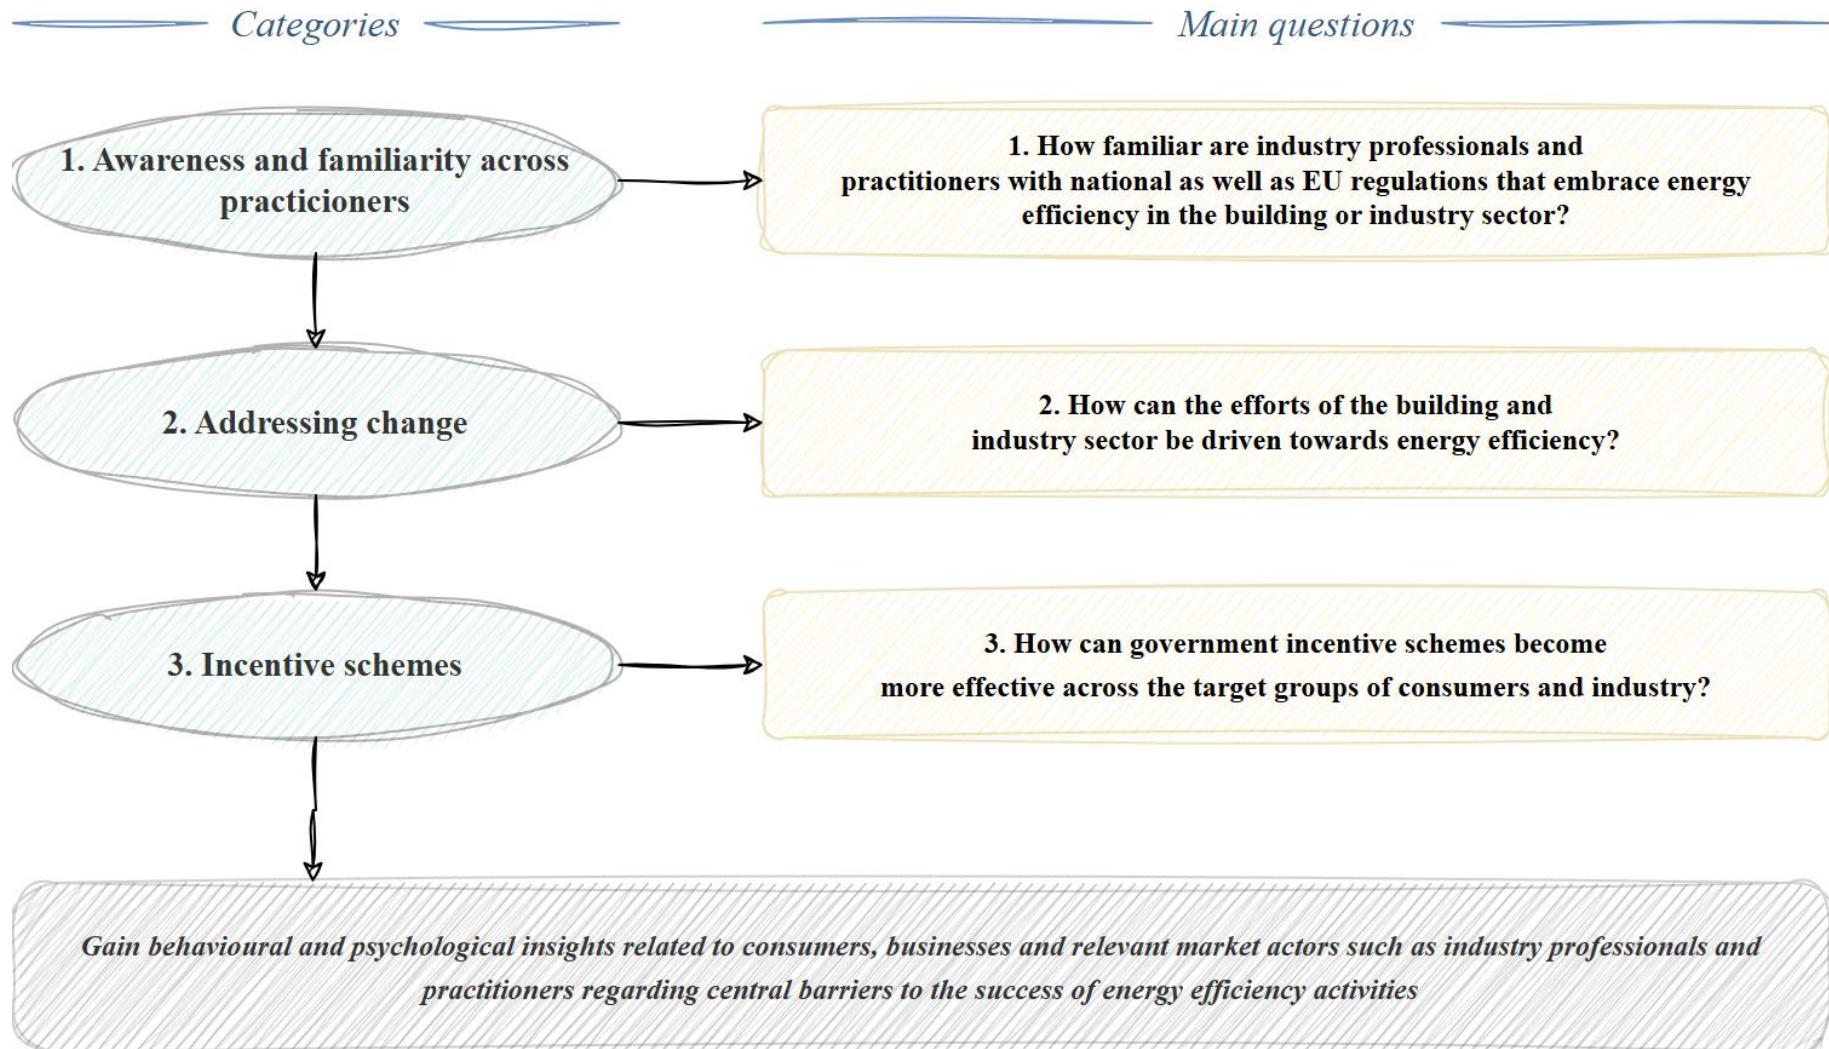 Categories
Main questions
1. Awareness and familiarity across
practicioners
1. How familiar are industry professionals and
practitioners with national as well as EU regulations that embrace energy
efficiency in the building or industry sector?
2. Addressing change
2. How can the efforts of the building and
industry sector be driven towards energy efficiency?
3. Incentive schemes
3. How can government incentive schemes become
more effective across the target groups of consumers and industry?
Gain behavioural and psychological insights related to consumers, businesses and relevant market actors such as industry professionals and
practitioners regarding central barriers to the success of energy efficiency activities